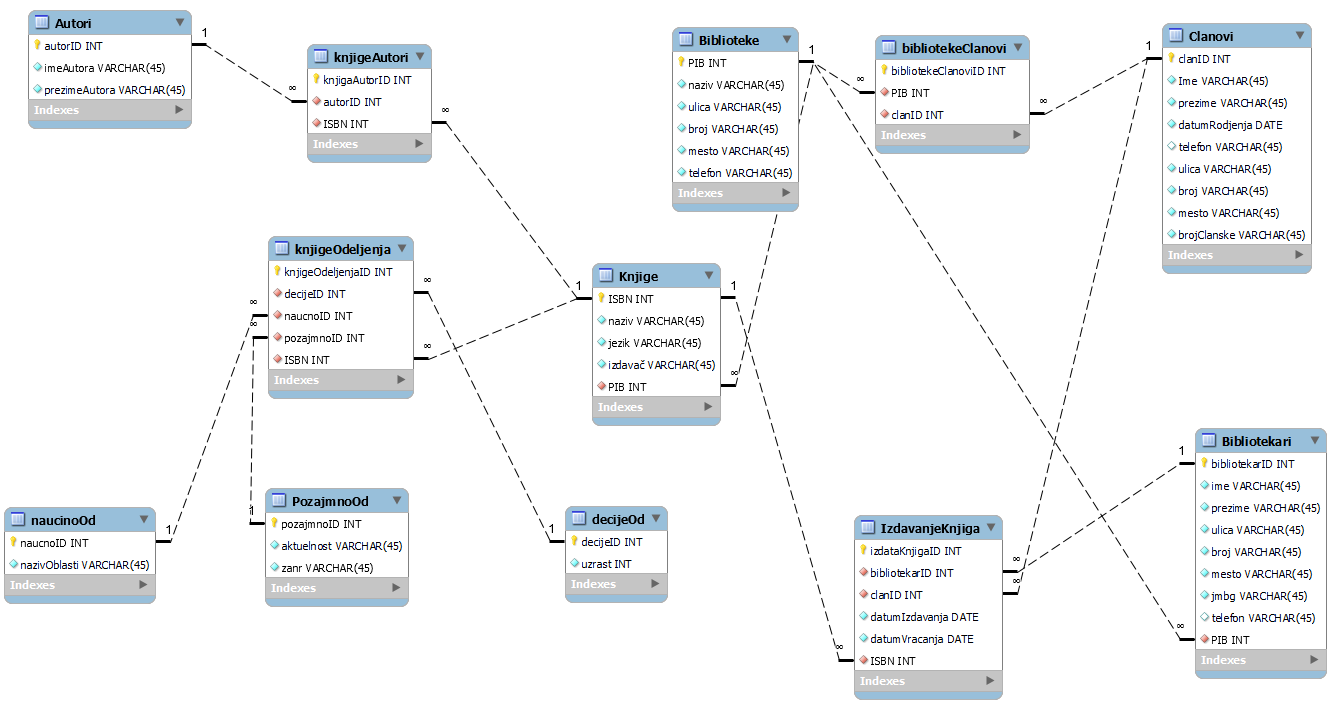 Autori
autorID INT
imeAutora VARCHAR(45)
prezimeAutora VARCHAR(45)
Indexes
1
∞
knjigeAutori
knjigaAutorID INT
autorID INT
ISBN INT
Indexes
∞
Biblioteke
PIB INT
naziv VARCHAR(45)
ulica VARCHAR(45)
broj VARCHAR(45)
mesto VARCHAR(45)
telefon VARCHAR(45)
Indexes
1
∞
bibliotekeClanovi
bibliotekeClanoviID INT
PIB INT
clanID INT
Indexes
∞
1
Clanovi
clanID INT
Ime VARCHAR(45)
prezime VARCHAR(45)
datumRodjenja DATE
telefon VARCHAR(45)
ulica VARCHAR(45)
broj VARCHAR(45)
mesto VARCHAR(45)
brojClanske VARCHAR(45)
Indexes
knjigeOdeljenja
knjigeOdeljenjaID INT
decijeID INT
naucnoID INT
pozajmnoID INT
ISBN INT
Indexes
∞
∞
∞
∞
1
Knjige
ISBN INT
naziv VARCHAR(45)
jezik VARCHAR(45)
izdavač VARCHAR(45)
PIB INT
Indexes
1
∞
naucinoOd
naucnoID INT
nazivOblasti VARCHAR(45)
Indexes
1
1
PozajmnoOd
pozajmnoID INT
aktuelnost VARCHAR(45)
zanr VARCHAR(45)
Indexes
1
decijeOd
decijeID INT
uzrast INT
Indexes
IzdavanjeKnjiga
izdataKnjigaID INT
bibliotekarID INT
clanID INT
datumIzdavanja DATE
datumVracanja DATE
ISBN INT
Indexes
∞
∞
∞
1
∞
Bibliotekari
bibliotekarID INT
ime VARCHAR(45)
prezime VARCHAR(45)
ulica VARCHAR(45)
broj VARCHAR(45)
mesto VARCHAR(45)
jmbg VARCHAR(45)
telefon VARCHAR(45)
PIB INT
Indexes